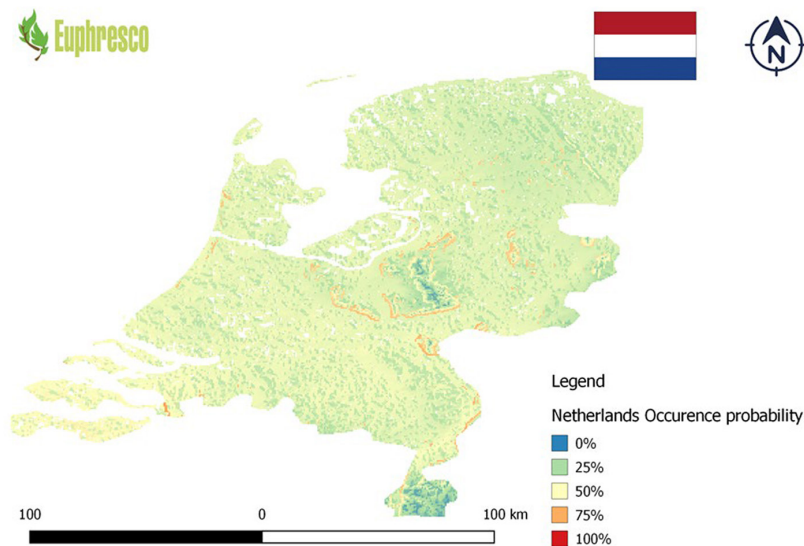 Euphresco
N
Legend
Netherlands Occurence probability
0%
25%
50%
75%
100%
100 0 100 km